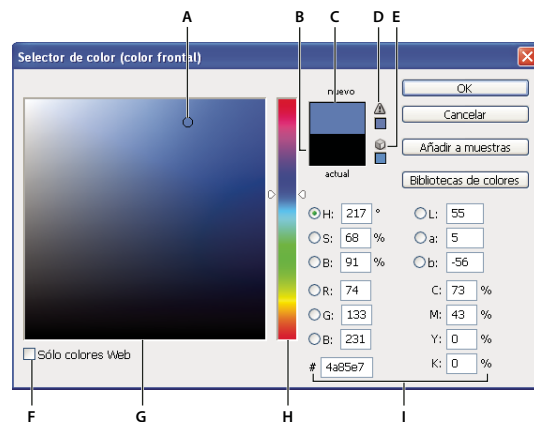 A
B
C
D
E
Selector de color (color frontal)
nuevo
actual
OK
Cancelar
Añadir a muestras
Bibliotecas de colores
H: 217 °
S: 68 %
B: 91 %
R: 74
G: 133
B: 231
# 4a85e7
L: 55
a: 5
b: -56
C: 73 %
M: 43 %
Y: 0 %
K: 0 %
Sólo colores Web
F
G
H
I